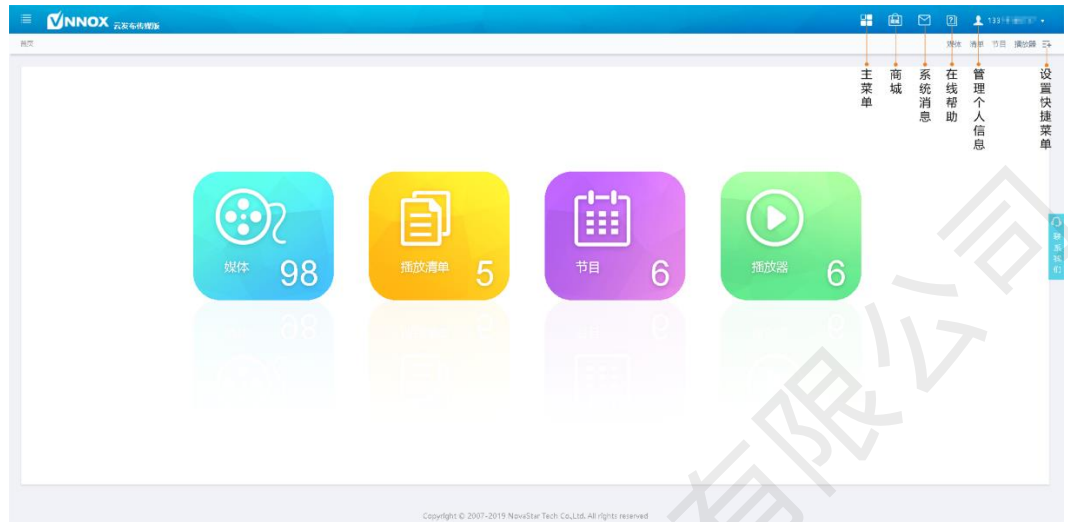 VNNOX 云发布传媒版
首页
媒体 清单 节目 播放器
主菜单
商城
系统消息
在线帮助
管理个人信息
设置快捷菜单
媒体 98
播放清单 5
节目 6
播放器 6
联系我们
Copyright © 2007-2019 NovaStar Tech Co.,Ltd. All rights reserved
有限公司